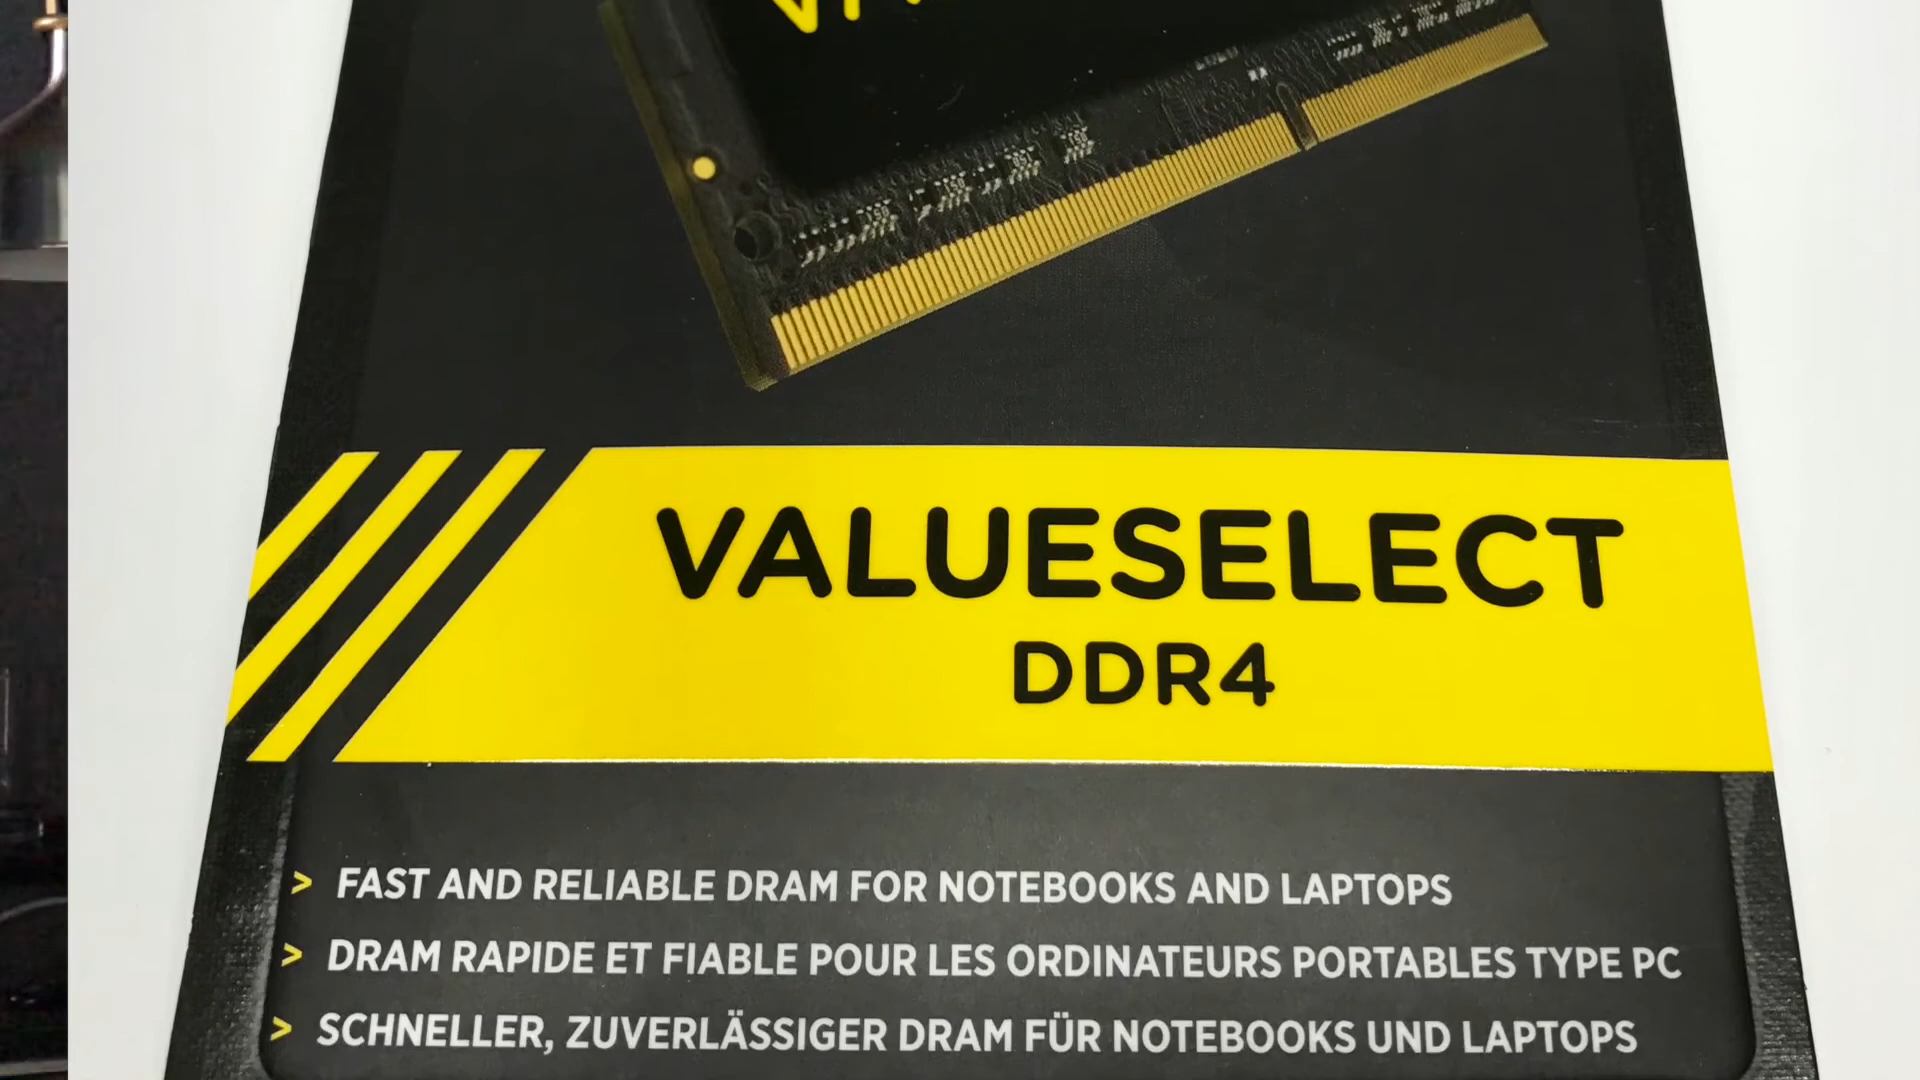 VALUESELECT
DDR4
> FAST AND RELIABLE DRAM FOR NOTEBOOKS AND LAPTOPS
> DRAM RAPIDE ET FIABLE POUR LES ORDINATEURS PORTABLES TYPE PC
> SCHNELLER, ZUVERLÄSSIGER DRAM FÜR NOTEBOOKS UND LAPTOPS